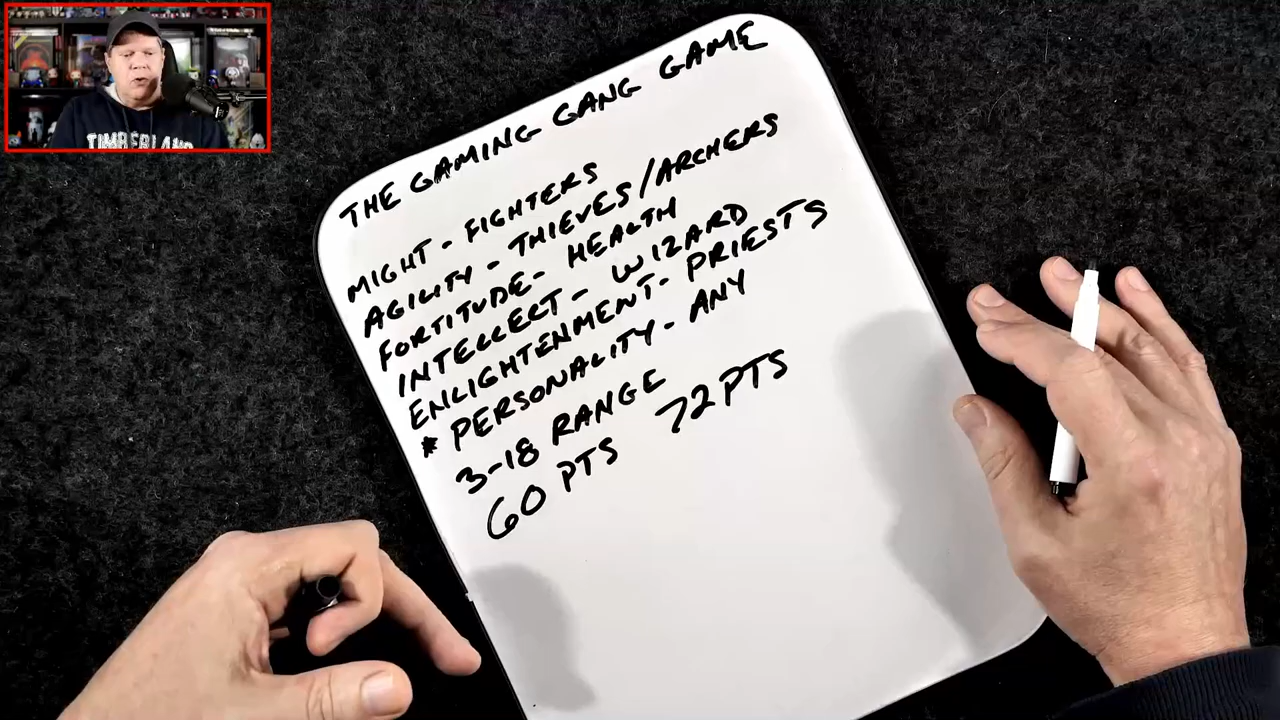 TIMBERLAND
THE GAMING GANG GAME
MIGHT - FIGHTERS
AGILITY - THIEVES/ARCHERS
FORTITUDE - HEALTH
INTELLECT - WIZARD
ENLIGHTENMENT - PRIESTS
* PERSONALITY - ANY
3-18 RANGE
60 PTS 72 PTS